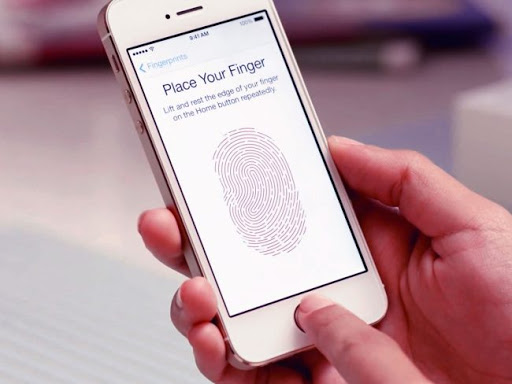 9:41 AM
100%
Fingerprints
Place Your Finger
Lift and rest the edge of your finger
on the Home button repeatedly.